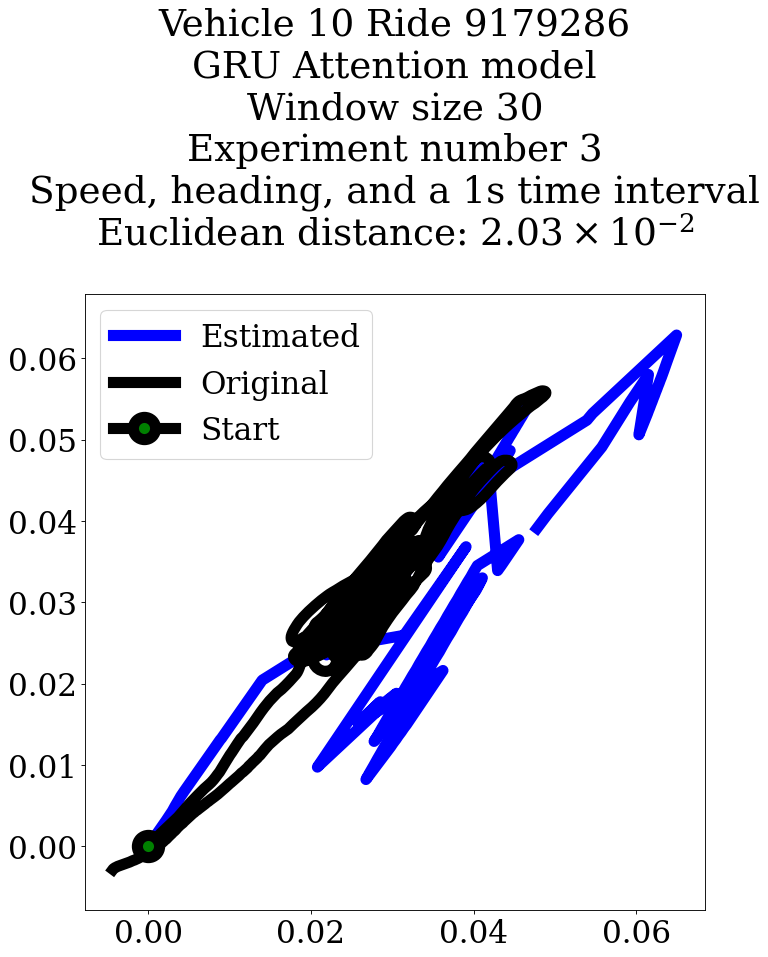 Vehicle 10 Ride 9179286
GRU Attention model
Window size 30
Experiment number 3
Speed, heading, and a 1s time interval
Euclidean distance: 2.03 × 10⁻²
Estimated
Original
Start
0.06
0.05
0.04
0.03
0.02
0.01
0.00
0.00 0.02 0.04 0.06